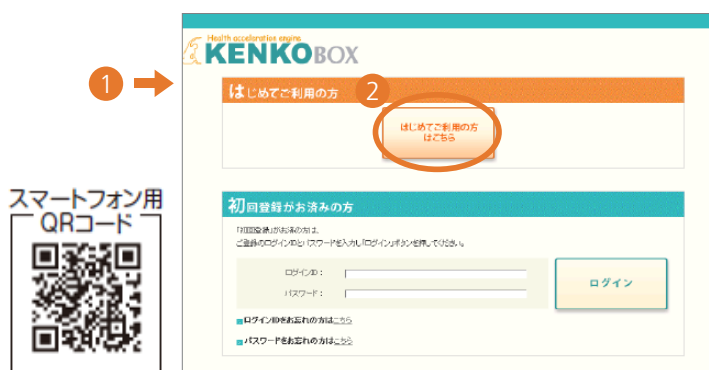 Health acceleration engine
KENKOBOX
1
はじめてご利用の方
2
はじめてご利用の方
はこちら
スマートフォン用
QRコード
初回登録がお済みの方
「初回登録」がお済みの方は、
ご登録のログインIDとパスワードを入力し「ログイン」ボタンを押してください。
ログインID：
パスワード：
ログイン
ログインIDをお忘れの方はこちら
パスワードをお忘れの方はこちら